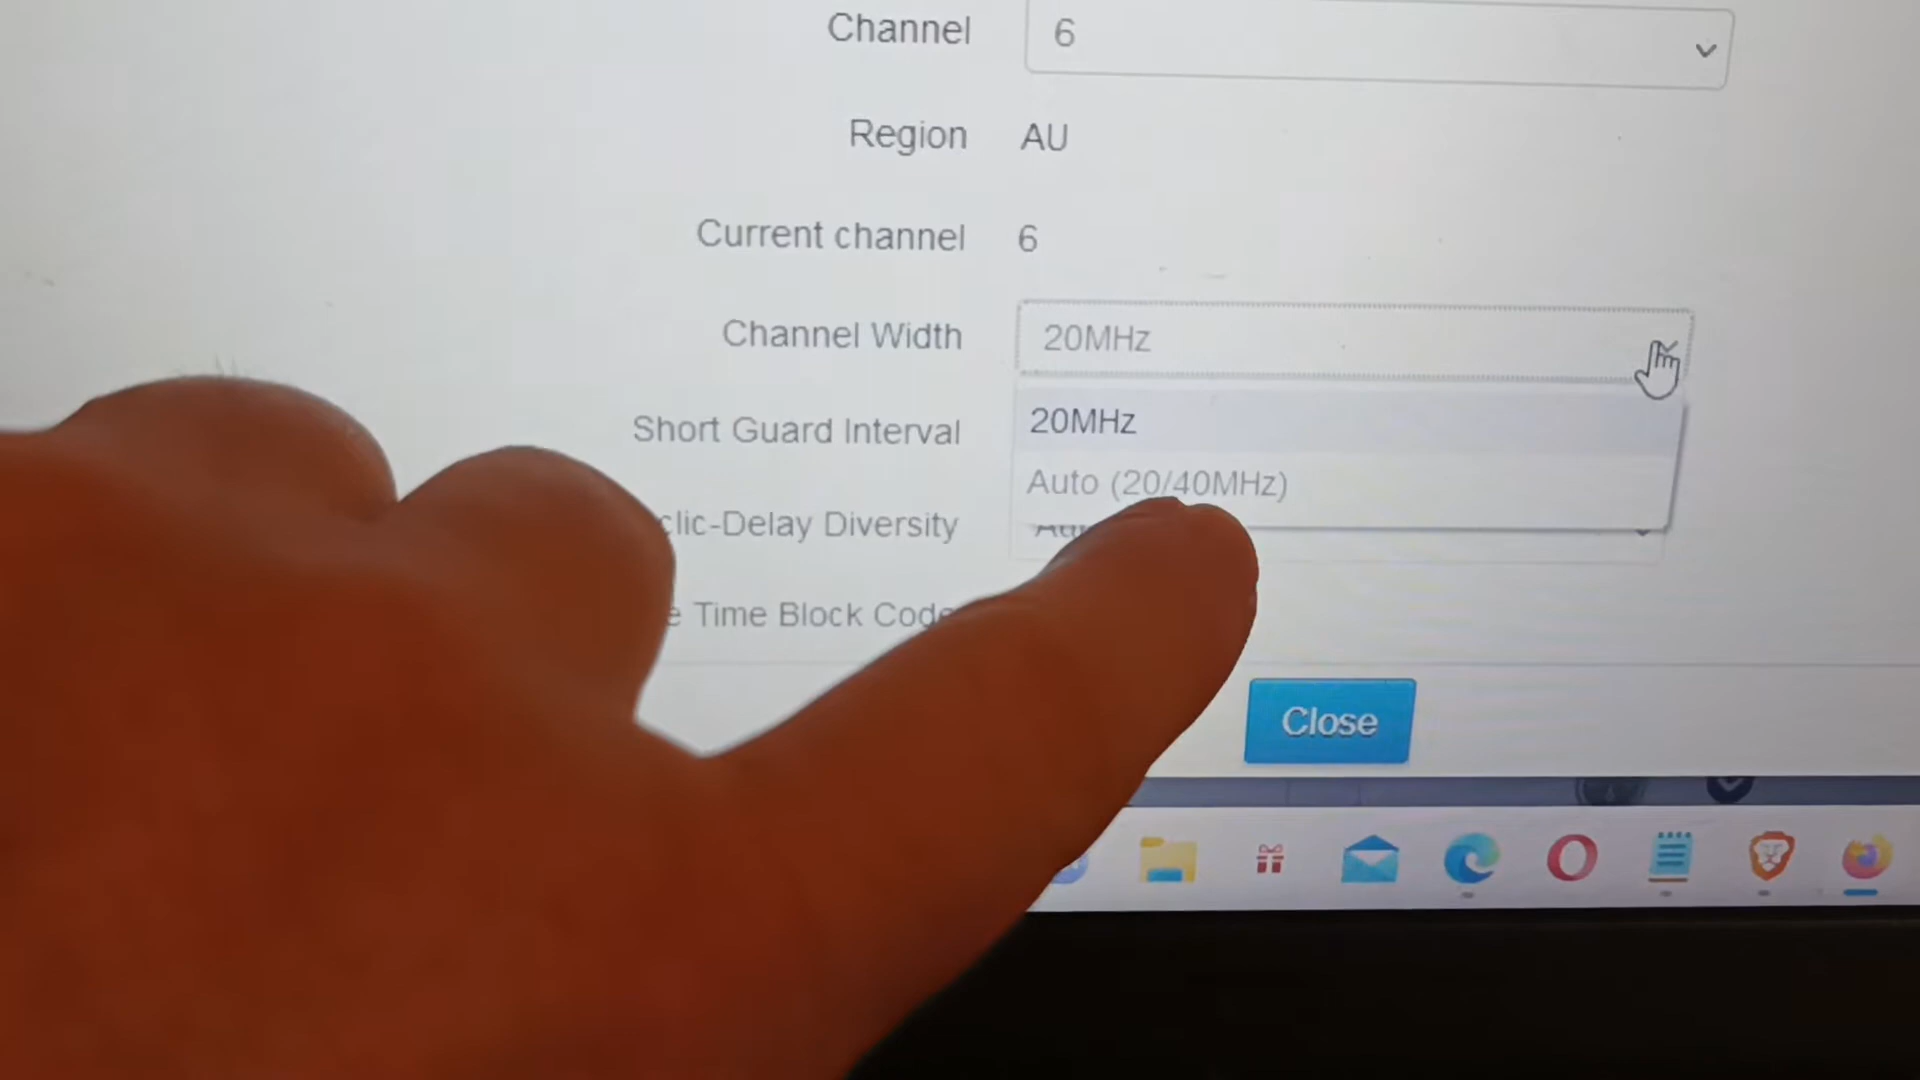 Channel 6
Region AU
Current channel 6
Channel Width 20MHz
20MHz
Short Guard Interval
Auto (20/40MHz)
clic-Delay Diversity
e Time Block Code
Close